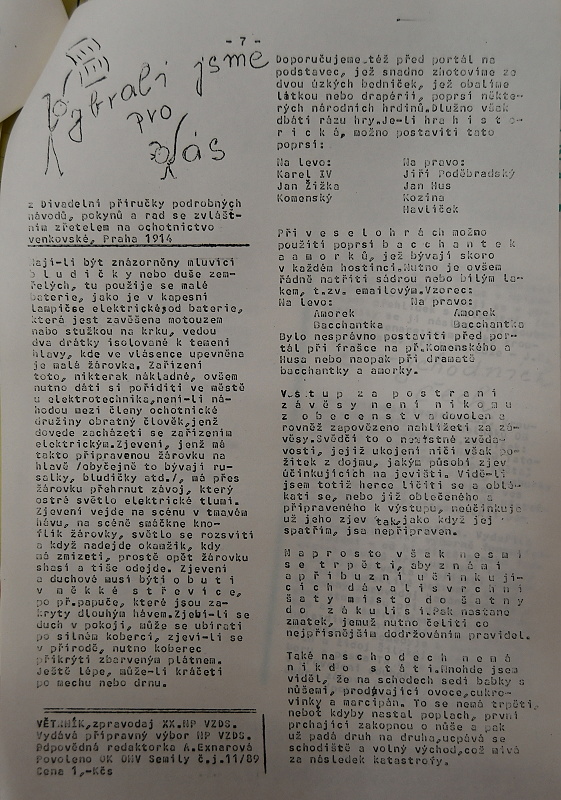 - 7 -
Vybrali jsme
pro
Vás
z Divadelní příručky podrobných
návodů, pokynů a rad se zvlášt-
ním zřetelem na ochotnictvo
venkovské, Praha 1914
Mají-li být znázorněny mluvící
b l u d i č k y nebo duše zem-
řelých, tu použije se malé
baterie, jako je v kapesní
lampičce elektrické,od baterie,
která jest zavěšena motouzem
nebo stužkou na krku, vedou
dva drátky isolované k temeni
hlavy, kde ve vlásence upevněna
je malá žárovka. Zařízení
toto, nikterak nákladné, ovšem
nutno dáti si poříditi ve městě
u elektrotechnika,není-li ná-
hodou mezi členy ochotnické
družiny obratný člověk,jenž
dovede zacházeti se zařízením
elektrickým.Zjevení, jenž má
takto připravenou žárovku na
hlavě /obyčejně to bývají ru-
salky, bludičky atd./, má přes
žárovku přehrnut závoj, který
ostré světlo elektrické tlumí.
Zjevení vejde na scénu v tmavém
hávu, na scéně smáčkne kno-
flík žárovky, světlo se rozsvítí
a když nadejde okamžik, kdy
má zmizeti, prostě opět žárovku
shasí a tiše odejde. Zjevení
a duchové musí býti o b u t i
v m ě k k é s t ř e v í c e,
po př.papuče, které jsou za-
kryty dlouhým hávem.Zjeví-li se
duch v pokoji, může se ubírati
po silném koberci, zjeví-li se
v přírodě, nutno koberec
přikrýti zbarveným plátnem.
Ještě lépe, může-li kráčeti
po mechu nebo drnu.
VĚTRNÍK,zpravodaj XX.NP VZDS.
Vydává přípravný výbor NP VZDS.
Odpovědná redaktorka A.Exnarová
Povoleno OK ONV Semily č.j.11/89
Cena 1,-Kčs
Doporučujeme též před portál na
podstavec, jež snadno zhotovíme ze
dvou úzkých bedniček, jež obalíme
látkou nebo drapérií, poprsí někte-
rých národních hrdinů.Dlužno však
dbáti rázu hry.Je-li h r a h i s t o-
r i c k á, možno postaviti tato
poprsí:
Na levo: Na pravo:
Karel IV Jiří Poděbradský
Jan Žižka Jan Hus
Komenský Kozina
Havlíček
Při v e s e l o h r á c h možno
použíti poprsí b a c c h a n t e k
a a m o r k ů, jež bývají skoro
v každém hostinci.Nutno je ovšem
řádně natříti sádrou nebo bílým la-
kem, t.zv. emailovým.Vzorec:
Na levo: Na pravo:
Amorek Amorek
Bacchantka Bacchantka
Bylo nesprávno postaviti před por-
tál při frašce na př.Komenského a
Husa nebo naopak při dramatě
bacchantky a amorky.
V s t u p z a p o s t r a n í
z á v ě s y n e n í n i k o m u
z o b e c e n s t v a dovolen a
rovněž zapovězeno nahlížeti za zá-
věsy.Svědčí to o nectnostné zvěda-
vosti, jejíž ukojení ničí však po-
žitek z dojmu, jakým působí zjev
účinkujících na jevišti. Viděli
jsem totiž herce líčiti se a oblé-
kati se, nebo již oblečeného a
připraveného k výstupu, neúčinkuje
už jeho zjev tak,jako když jej
spatřím, jsa nepřipraven.
N a p r o s t o v š a k n e s m í
s e t r p ě t i, a b y z n á m í
a p ř í b u z n í ú č i n k u j í-
c í c h d á v a l i s v r c h n í
š a t y m í s t o d o š a t n y
d o z á k u l i s í.Pak nastane
zmatek, jemuž nutno čeliti co
nejpřísnějším dodržováním pravidel.
Také n a s c h o d e c h n e m á
n i k d o s t á t i.Mnohde jsem
viděl, že na schodech sedí babky s
nůšemi, prodávající ovoce,cukro-
vinky a marcipán. To se nemá trpěti,
neboť kdyby nastal poplach, první
prchající zakopnou o nůše a pak
už padá druh na druha,ucpává se
schodiště a volný východ,což mívá
za následek katastrofy.